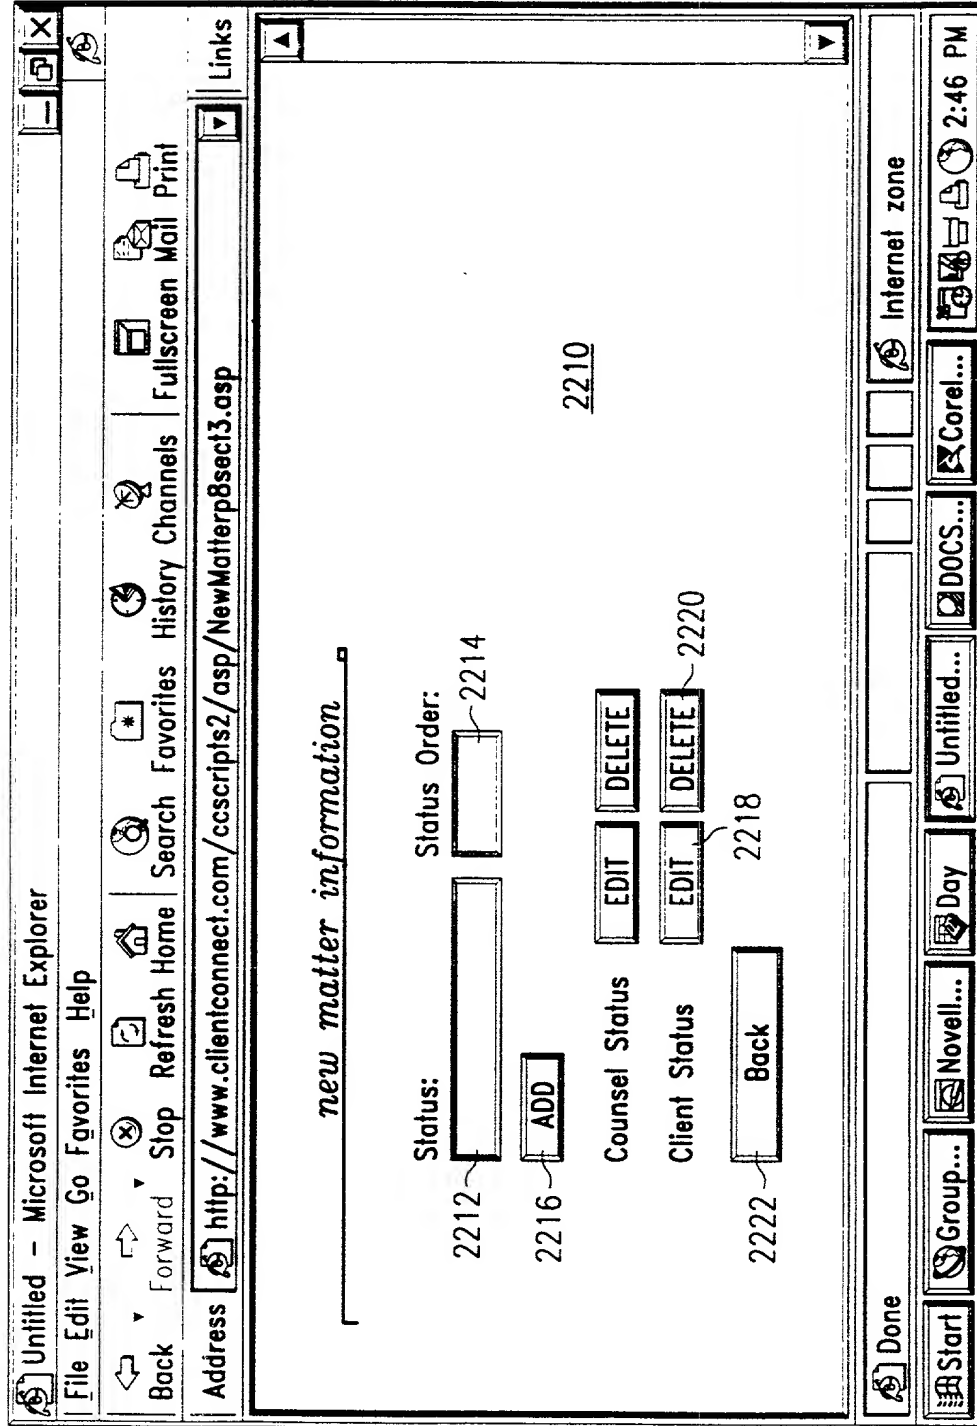 Untitled – Microsoft Internet Explorer
File Edit View Go Favorites Help
Back Forward Stop Refresh Home Search Favorites History Channels Fullscreen Mail Print
Address http://www.clientconnect.com/ccscripts2/asp/NewMatterp8sect3.asp Links
new matter information
Status: Status Order:
2212 2214
2216 ADD
2210
Counsel Status EDIT DELETE
Client Status EDIT DELETE 2220
2218
2222 Back
Done Internet zone
Start Group... Novell... Day Untitled... DOCS... Corel... 2:46 PM